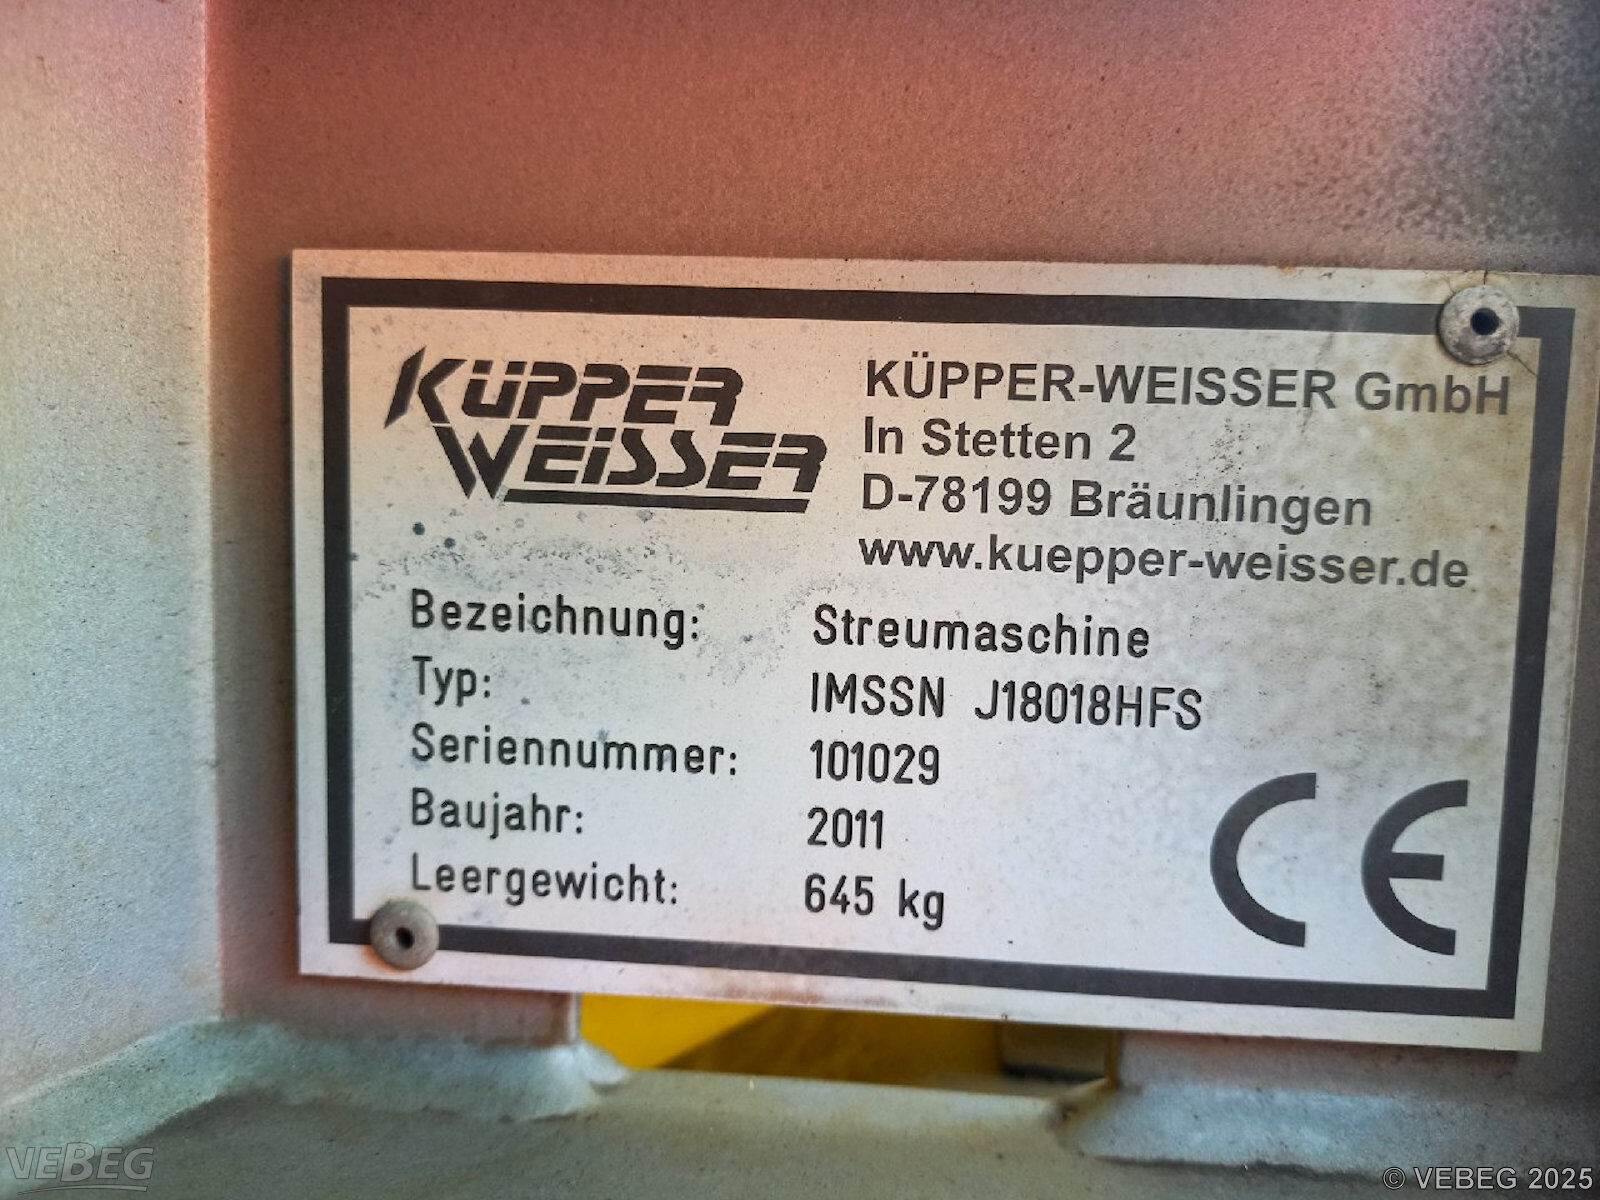 KÜPPER
WEISSER
KÜPPER-WEISSER GmbH
In Stetten 2
D-78199 Bräunlingen
www.kuepper-weisser.de
Bezeichnung: Streumaschine
Typ: IMSSN J18018HFS
Seriennummer: 101029
Baujahr: 2011
Leergewicht: 645 kg
CE
VEBEG
© VEBEG 2025